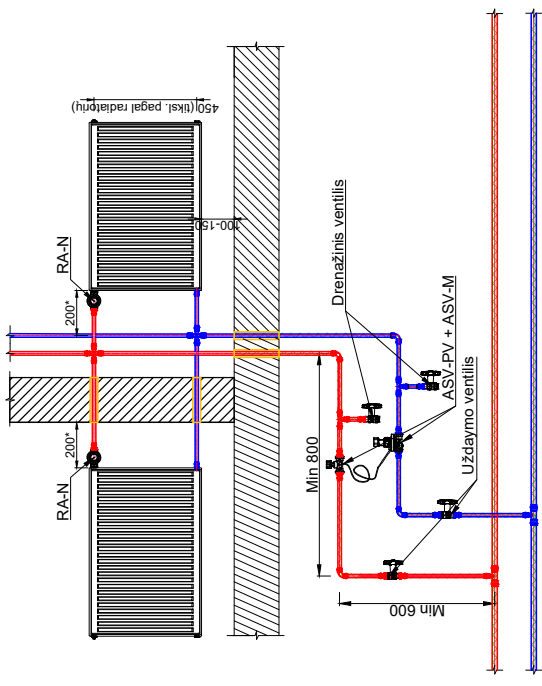 450(tiksl. pagal radiatorių)
100-150
RA-N
200*
200*
RA-N
Drenažinis ventilis
ASV-PV + ASV-M
Uždaymo ventilis
Min 800
Min 600